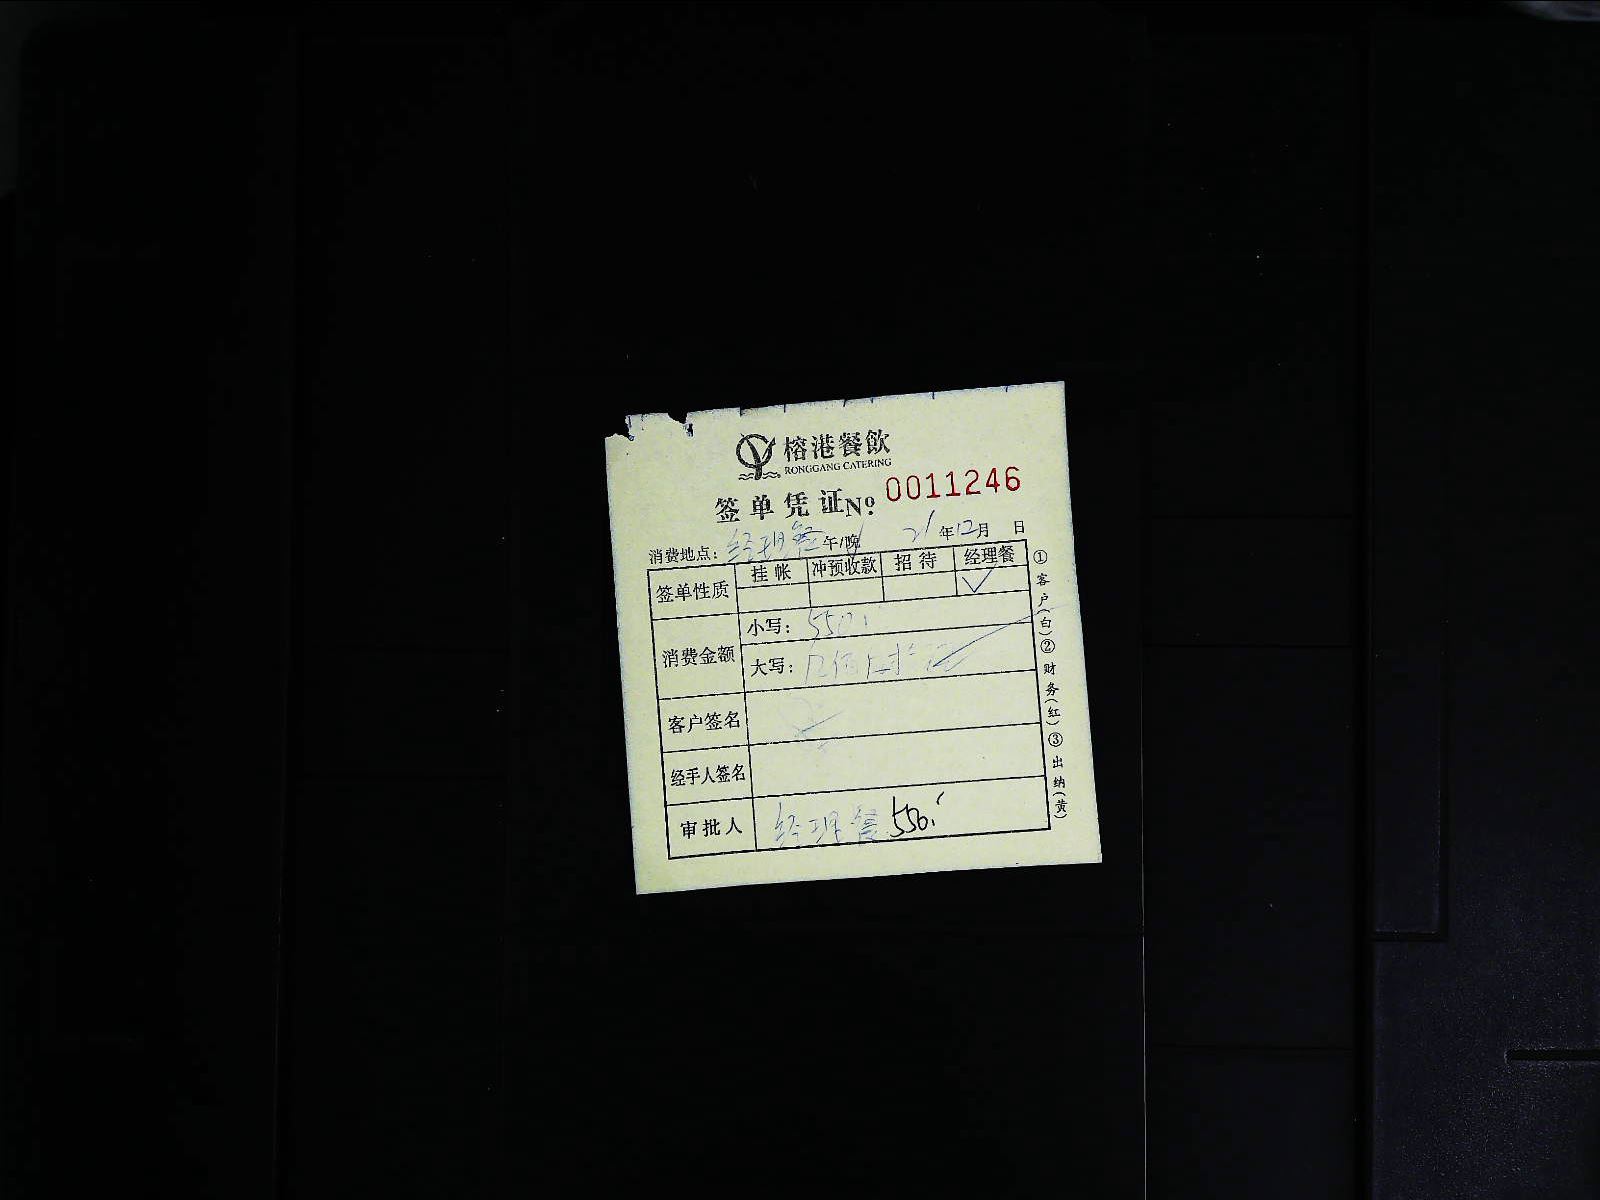 榕港餐飲
RONGGANG CATERING
签单凭证 No. 0011246
消费地点: 经理餐 午/晚 21年12月 日
签单性质 挂帐 冲预收款 招待 经理餐
✓
消费金额 小写: 550
大写:
客户签名
经手人签名
审批人 经理餐 550
①客户(白)②财务(红)③出纳(黄)